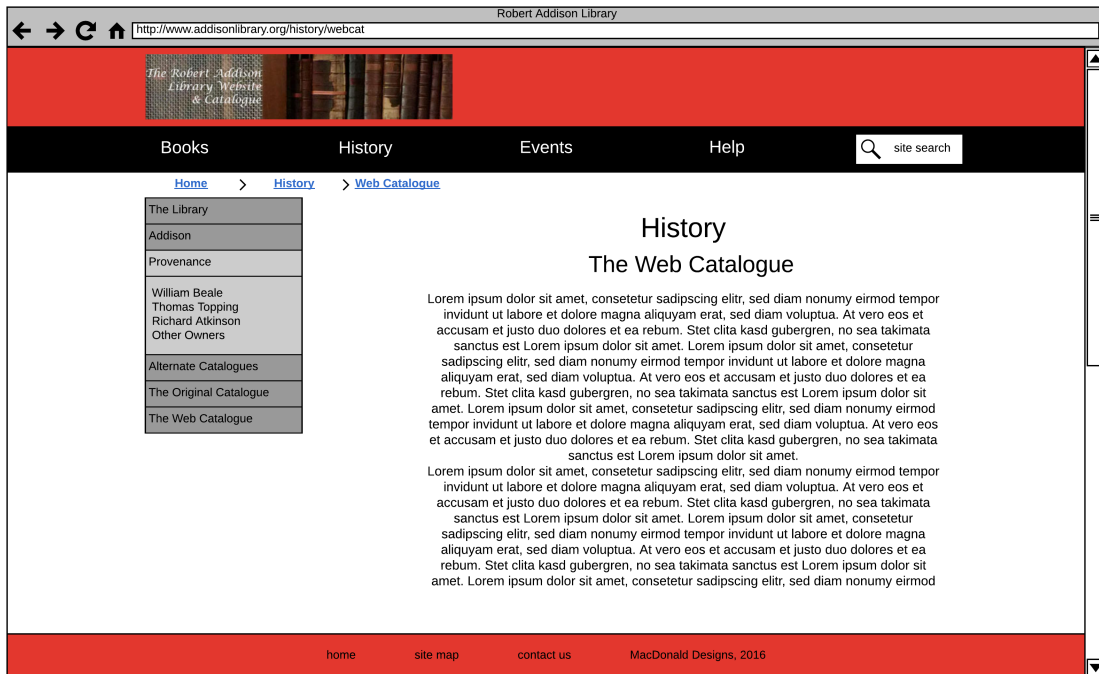 Robert Addison Library
http://www.addisonlibrary.org/history/webcat
The Robert Addison
Library Website
& Catalogue
Books History Events Help site search
Home > History > Web Catalogue
The Library
Addison
Provenance
William Beale
Thomas Topping
Richard Atkinson
Other Owners
Alternate Catalogues
The Original Catalogue
The Web Catalogue
History
The Web Catalogue
Lorem ipsum dolor sit amet, consetetur sadipscing elitr, sed diam nonumy eirmod tempor
invidunt ut labore et dolore magna aliquyam erat, sed diam voluptua. At vero eos et
accusam et justo duo dolores et ea rebum. Stet clita kasd gubergren, no sea takimata
sanctus est Lorem ipsum dolor sit amet. Lorem ipsum dolor sit amet, consetetur
sadipscing elitr, sed diam nonumy eirmod tempor invidunt ut labore et dolore magna
aliquyam erat, sed diam voluptua. At vero eos et accusam et justo duo dolores et ea
rebum. Stet clita kasd gubergren, no sea takimata sanctus est Lorem ipsum dolor sit
amet. Lorem ipsum dolor sit amet, consetetur sadipscing elitr, sed diam nonumy eirmod
tempor invidunt ut labore et dolore magna aliquyam erat, sed diam voluptua. At vero eos
et accusam et justo duo dolores et ea rebum. Stet clita kasd gubergren, no sea takimata
sanctus est Lorem ipsum dolor sit amet.
Lorem ipsum dolor sit amet, consetetur sadipscing elitr, sed diam nonumy eirmod tempor
invidunt ut labore et dolore magna aliquyam erat, sed diam voluptua. At vero eos et
accusam et justo duo dolores et ea rebum. Stet clita kasd gubergren, no sea takimata
sanctus est Lorem ipsum dolor sit amet. Lorem ipsum dolor sit amet, consetetur
sadipscing elitr, sed diam nonumy eirmod tempor invidunt ut labore et dolore magna
aliquyam erat, sed diam voluptua. At vero eos et accusam et justo duo dolores et ea
rebum. Stet clita kasd gubergren, no sea takimata sanctus est Lorem ipsum dolor sit
amet. Lorem ipsum dolor sit amet, consetetur sadipscing elitr, sed diam nonumy eirmod
home site map contact us MacDonald Designs, 2016